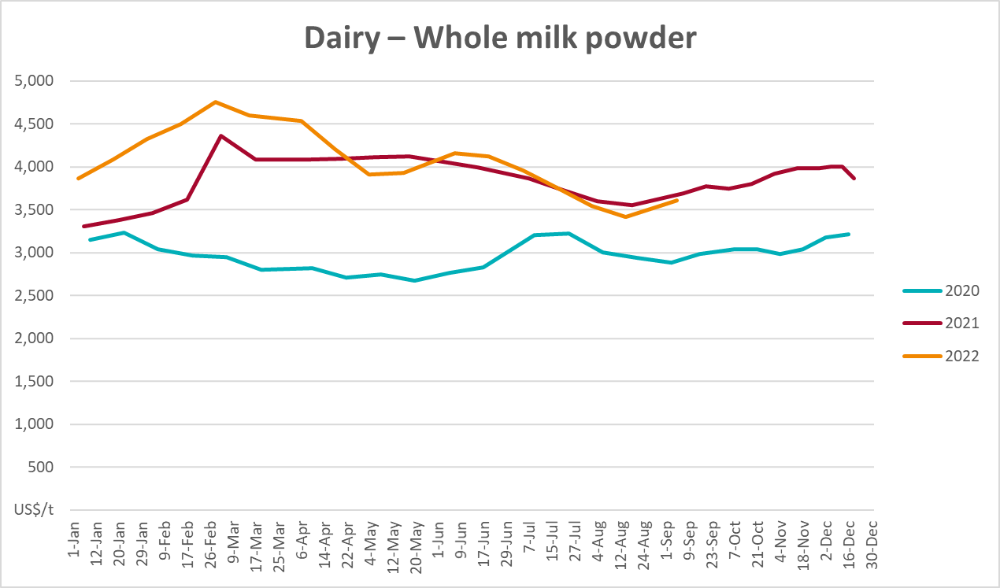 Dairy – Whole milk powder
5,000
4,500
4,000
3,500
3,000
2,500
2,000
1,500
1,000
500
US$/t
1-Jan
12-Jan
20-Jan
29-Jan
9-Feb
17-Feb
26-Feb
9-Mar
17-Mar
25-Mar
6-Apr
14-Apr
22-Apr
4-May
12-May
20-May
1-Jun
9-Jun
17-Jun
29-Jun
7-Jul
15-Jul
27-Jul
4-Aug
12-Aug
24-Aug
1-Sep
9-Sep
23-Sep
7-Oct
21-Oct
4-Nov
18-Nov
2-Dec
16-Dec
30-Dec
2020
2021
2022